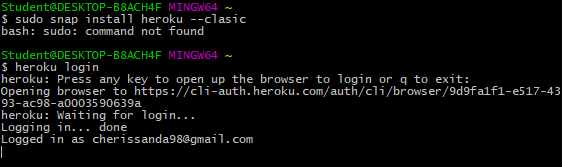 Student@DESKTOP-B8ACH4F MINGW64 ~
$ sudo snap install heroku --clasic
bash: sudo: command not found
Student@DESKTOP-B8ACH4F MINGW64 ~
$ heroku login
heroku: Press any key to open up the browser to login or q to exit:
Opening browser to https://cli-auth.heroku.com/auth/cli/browser/9d9fa1f1-e517-43
93-ac98-a0003590639a
heroku: Waiting for login...
Logging in... done
Logged in as cherissanda98@gmail.com